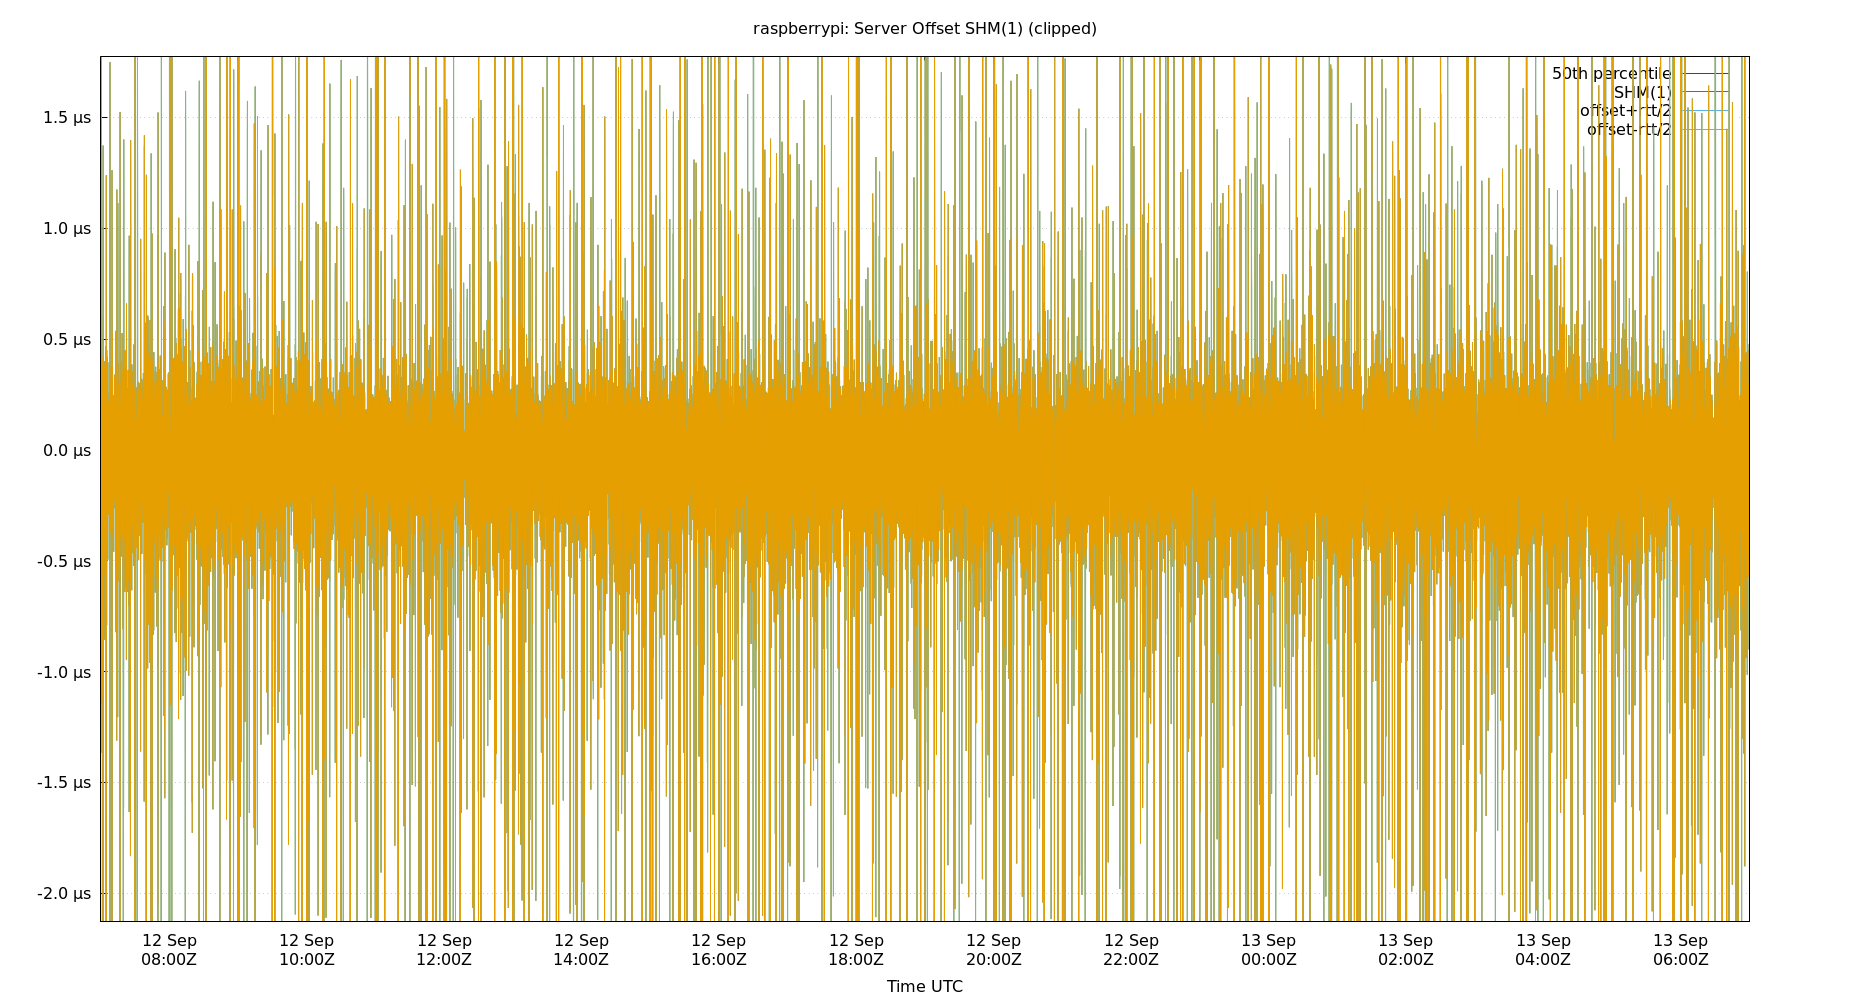 raspberrypi: Server Offset SHM(1) (clipped)
50th percentile
SHM(1)
offset+rtt/2
offset-rtt/2
1.5 µs
1.0 µs
0.5 µs
0.0 µs
-0.5 µs
-1.0 µs
-1.5 µs
-2.0 µs
12 Sep 12 Sep 12 Sep 12 Sep 12 Sep 12 Sep 12 Sep 12 Sep 13 Sep 13 Sep 13 Sep 13 Sep
08:00Z 10:00Z 12:00Z 14:00Z 16:00Z 18:00Z 20:00Z 22:00Z 00:00Z 02:00Z 04:00Z 06:00Z
Time UTC